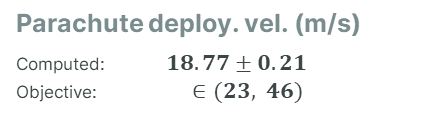 Parachute deploy. vel. (m/s)
Computed: 18.77 ± 0.21
Objective: ∈ (23, 46)